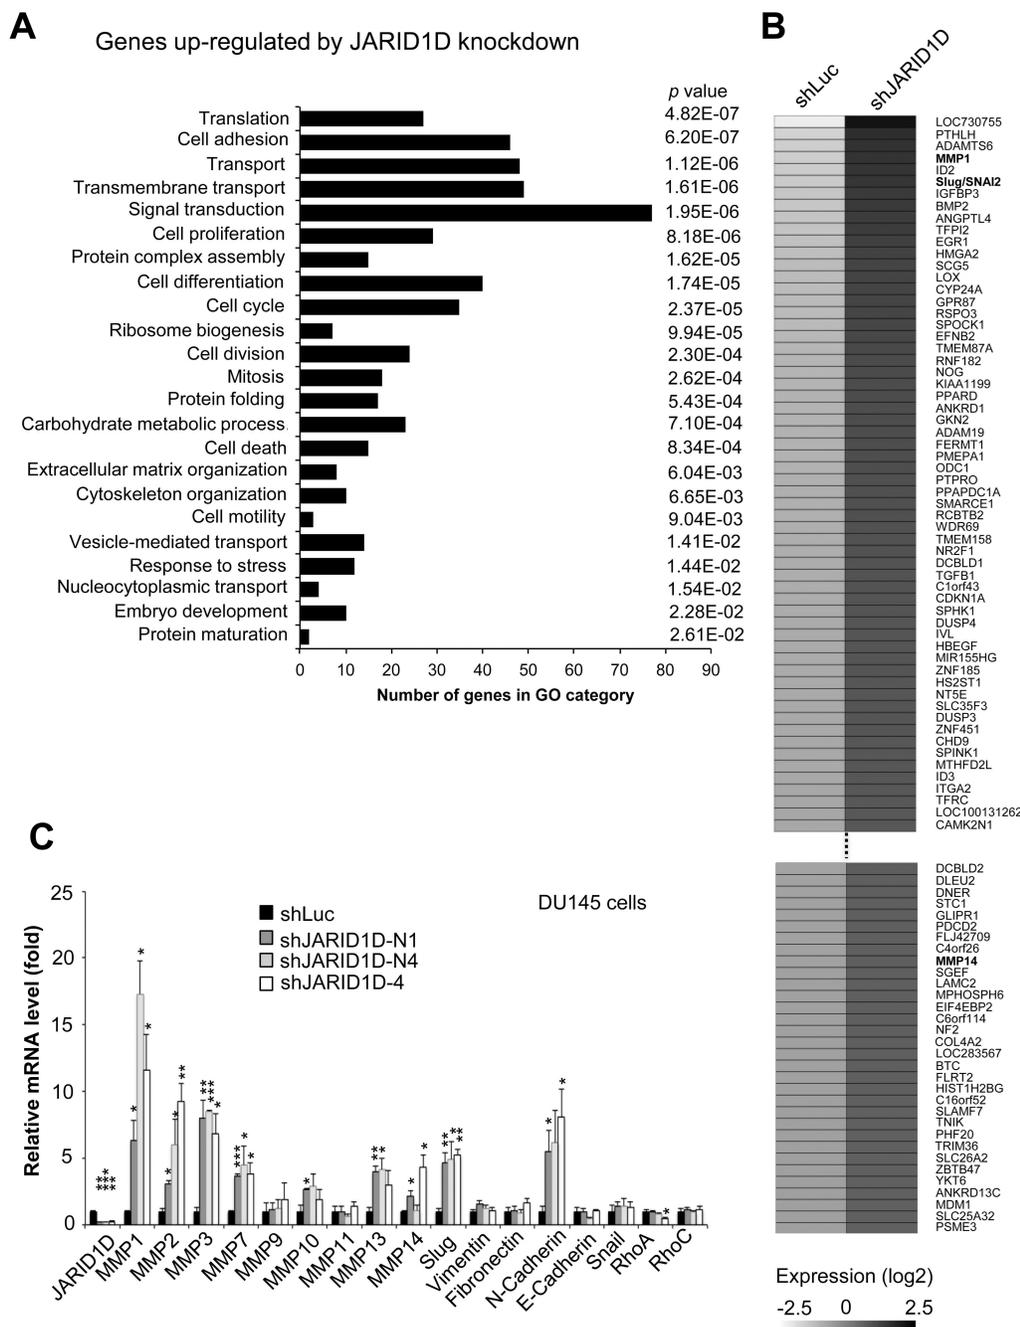 A
Genes up-regulated by JARID1D knockdown
p value
Translation 4.82E-07
Cell adhesion 6.20E-07
Transport 1.12E-06
Transmembrane transport 1.61E-06
Signal transduction 1.95E-06
Cell proliferation 8.18E-06
Protein complex assembly 1.62E-05
Cell differentiation 1.74E-05
Cell cycle 2.37E-05
Ribosome biogenesis 9.94E-05
Cell division 2.30E-04
Mitosis 2.62E-04
Protein folding 5.43E-04
Carbohydrate metabolic process 7.10E-04
Cell death 8.34E-04
Extracellular matrix organization 6.04E-03
Cytoskeleton organization 6.65E-03
Cell motility 9.04E-03
Vesicle-mediated transport 1.41E-02
Response to stress 1.44E-02
Nucleocytoplasmic transport 1.54E-02
Embryo development 2.28E-02
Protein maturation 2.61E-02
0 10 20 30 40 50 60 70 80 90
Number of genes in GO category
B
shLuc shJARID1D
LOC730755
PTHLH
ADAMTS6
MMP1
ID2
Slug/SNAI2
IGFBP3
BMP2
ANGPTL4
TFPI2
EGR1
HMGA2
SCG5
LOX
CYP24A
GPR87
RSPO3
SPOCK1
EFNB2
TMEM87A
RNF182
NOG
KIAA1199
PPARD
ANKRD1
GKN2
ADAM19
FERMT1
PMEPA1
ODC1
PTPRO
PPAPDC1A
SMARCE1
RCBTB2
WDR69
TMEM158
NR2F1
DCBLD1
TGFB1
C1orf43
CDKN1A
SPHK1
DUSP4
IVL
HBEGF
MIR155HG
ZNF185
HS2ST1
NT5E
SLC35F3
DUSP3
ZNF451
CHD9
SPINK1
MTHFD2L
ID3
ITGA2
TFRC
LOC100131262
CAMK2N1
DCBLD2
DLEU2
DNER
STC1
GLIPR1
PDCD2
FLJ42709
C4orf26
MMP14
SGEF
LAMC2
MPHOSPH6
EIF4EBP2
C6orf114
NF2
COL4A2
LOC283567
BTC
FLRT2
HIST1H2BG
C16orf52
SLAMF7
TNIK
PHF20
TRIM36
SLC26A2
ZBTB47
YKT6
ANKRD13C
MDM1
SLC25A32
PSME3
Expression (log2)
-2.5 0 2.5
C
DU145 cells
shLuc
shJARID1D-N1
shJARID1D-N4
shJARID1D-4
Relative mRNA level (fold)
25
20
15
10
5
0
JARID1D MMP1 MMP2 MMP3 MMP7 MMP9 MMP10 MMP11 MMP13 MMP14 Slug Vimentin Fibronectin N-Cadherin E-Cadherin Snail RhoA RhoC